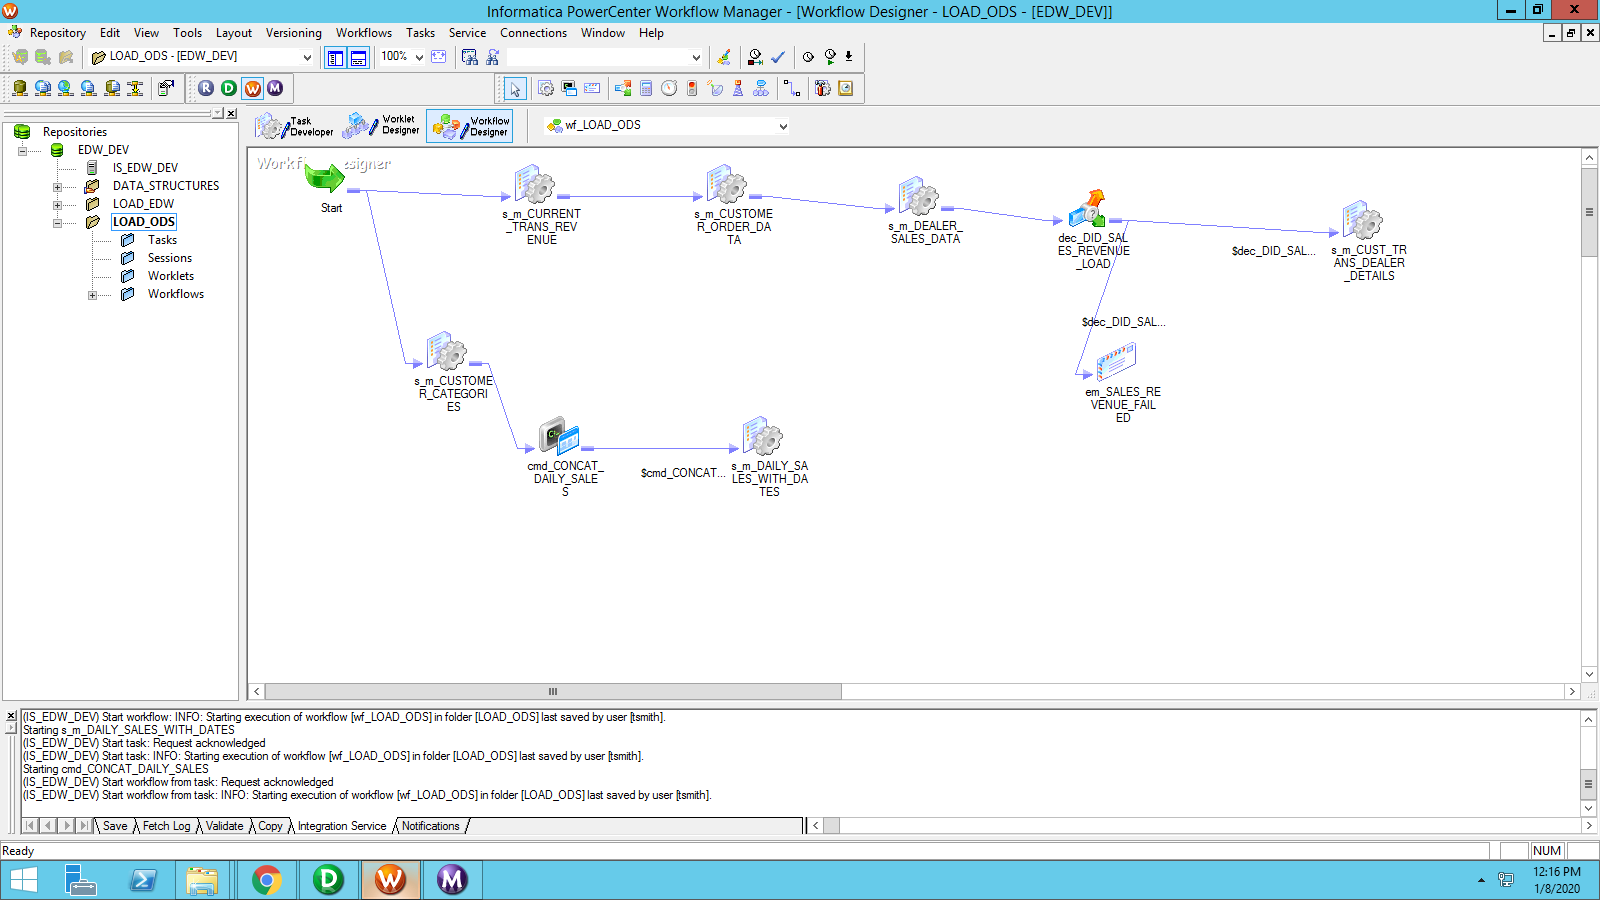 Informatica PowerCenter Workflow Manager - [Workflow Designer - LOAD_ODS - [EDW_DEV]]
Repository Edit View Tools Layout Versioning Workflows Tasks Service Connections Window Help
LOAD_ODS - [EDW_DEV]
100%
R D W M
Repositories
EDW_DEV
IS_EDW_DEV
DATA_STRUCTURES
LOAD_EDW
LOAD_ODS
Tasks
Sessions
Worklets
Workflows
Task
Developer
Worklet
Designer
Workflow
Designer
wf_LOAD_ODS
Start
s_m_CURRENT
_TRANS_REV
ENUE
s_m_CUSTOME
R_ORDER_DA
TA
s_m_DEALER_
SALES_DATA
dec_DID_SAL
ES_REVENUE
_LOAD
$dec_DID_SAL...
s_m_CUST_TR
ANS_DEALER
_DETAILS
$dec_DID_SAL...
em_SALES_RE
VENUE_FAIL
ED
s_m_CUSTOME
R_CATEGORI
ES
cmd_CONCAT_
DAILY_SALE
S
$cmd_CONCAT...
s_m_DAILY_SA
LES_WITH_DA
TES
(IS_EDW_DEV) Start workflow: INFO: Starting execution of workflow [wf_LOAD_ODS] in folder [LOAD_ODS] last saved by user [tsmith].
Starting s_m_DAILY_SALES_WITH_DATES
(IS_EDW_DEV) Start task: Request acknowledged
(IS_EDW_DEV) Start task: INFO: Starting execution of workflow [wf_LOAD_ODS] in folder [LOAD_ODS] last saved by user [tsmith].
Starting cmd_CONCAT_DAILY_SALES
(IS_EDW_DEV) Start workflow from task: Request acknowledged
(IS_EDW_DEV) Start workflow from task: INFO: Starting execution of workflow [wf_LOAD_ODS] in folder [LOAD_ODS] last saved by user [tsmith].
Save Fetch Log Validate Copy Integration Service Notifications
Ready
NUM
D W M
12:16 PM
1/8/2020